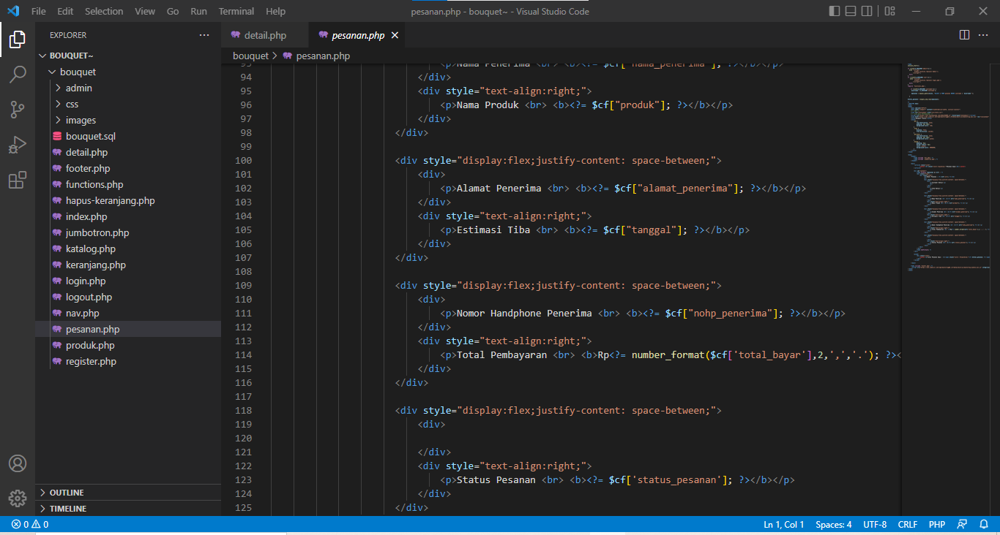 File Edit Selection View Go Run Terminal Help
pesanan.php - bouquet~ - Visual Studio Code
EXPLORER
BOUQUET~
bouquet
admin
css
images
bouquet.sql
detail.php
footer.php
functions.php
hapus-keranjang.php
index.php
jumbotron.php
katalog.php
keranjang.php
login.php
logout.php
nav.php
pesanan.php
produk.php
register.php
OUTLINE
TIMELINE
detail.php pesanan.php
bouquet > pesanan.php
93 <p>Nama Penerima <br> <b><?= $cf["nama_penerima"]; ?></b></p>
94 </div>
95 <div style="text-align:right;">
96 <p>Nama Produk <br> <b><?= $cf["produk"]; ?></b></p>
97 </div>
98 </div>
99
100 <div style="display:flex;justify-content: space-between;">
101 <div>
102 <p>Alamat Penerima <br> <b><?= $cf["alamat_penerima"]; ?></b></p>
103 </div>
104 <div style="text-align:right;">
105 <p>Estimasi Tiba <br> <b><?= $cf["tanggal"]; ?></b></p>
106 </div>
107 </div>
108
109 <div style="display:flex;justify-content: space-between;">
110 <div>
111 <p>Nomor Handphone Penerima <br> <b><?= $cf["nohp_penerima"]; ?></b></p>
112 </div>
113 <div style="text-align:right;">
114 <p>Total Pembayaran <br> <b>Rp<?= number_format($cf['total_bayar'],2,',','.'); ?><
115 </div>
116 </div>
117
118 <div style="display:flex;justify-content: space-between;">
119 <div>
120
121 </div>
122 <div style="text-align:right;">
123 <p>Status Pesanan <br> <b><?= $cf['status_pesanan']; ?></b></p>
124 </div>
125 </div>
0 0
Ln 1, Col 1 Spaces: 4 UTF-8 CRLF PHP